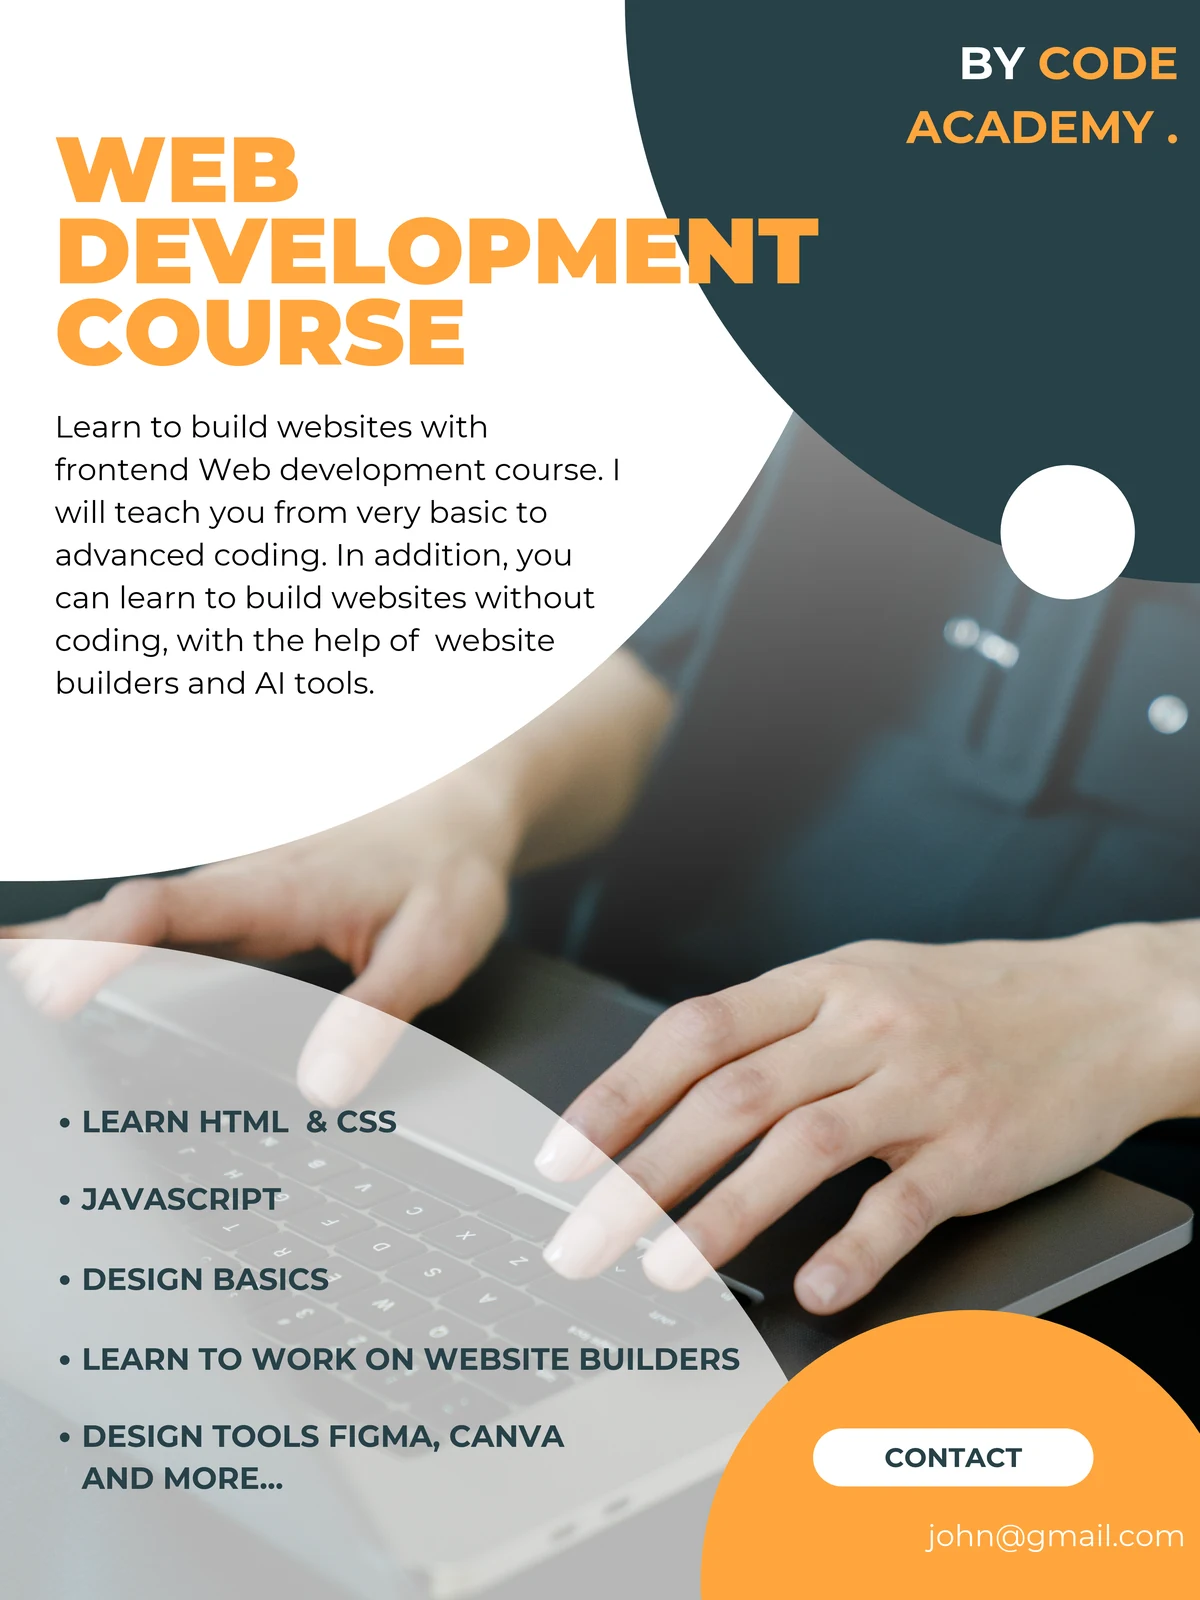 BY CODE
ACADEMY .
WEB
DEVELOPMENT
COURSE
Learn to build websites with
frontend Web development course. I
will teach you from very basic to
advanced coding. In addition, you
can learn to build websites without
coding, with the help of  website
builders and AI tools.
• LEARN HTML  & CSS
• JAVASCRIPT
• DESIGN BASICS
• LEARN TO WORK ON WEBSITE BUILDERS
• DESIGN TOOLS FIGMA, CANVA
AND MORE...
CONTACT
john@gmail.com